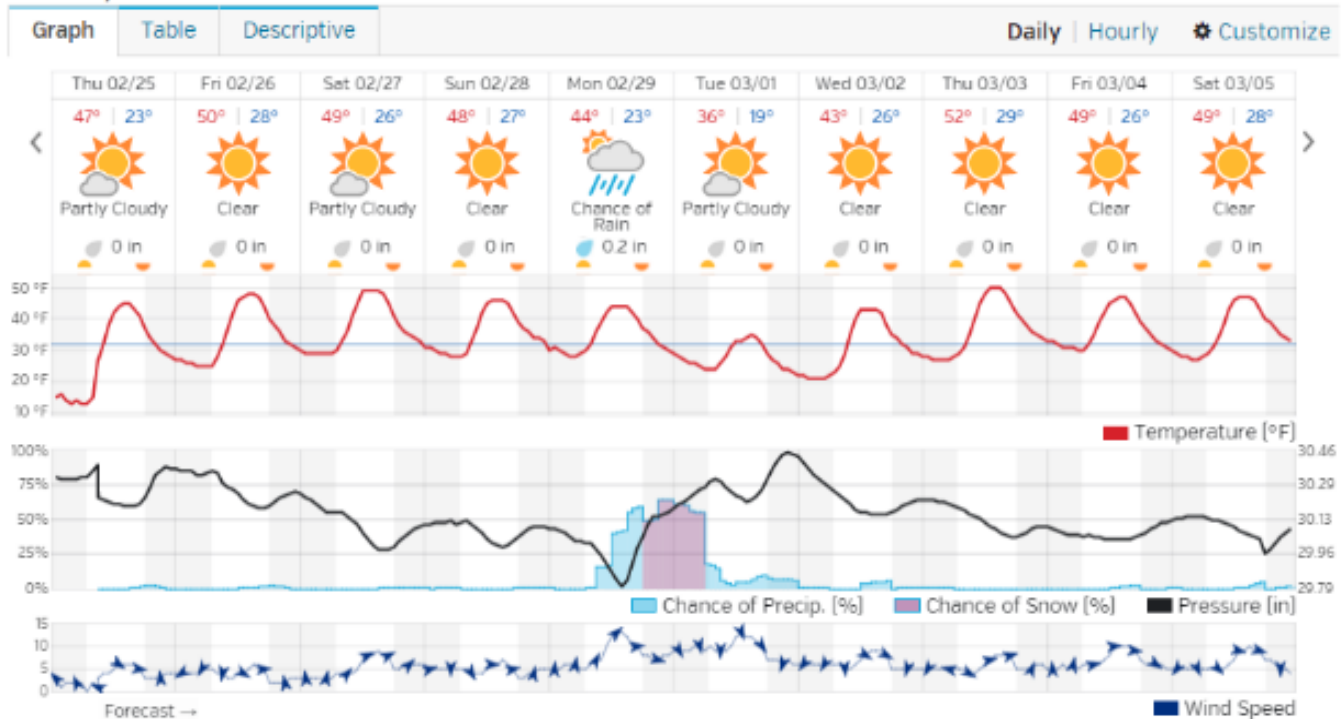 Graph Table Descriptive Daily | Hourly Customize
Thu 02/25 Fri 02/26 Sat 02/27 Sun 02/28 Mon 02/29 Tue 03/01 Wed 03/02 Thu 03/03 Fri 03/04 Sat 03/05
47° | 23° 50° | 28° 49° | 26° 48° | 27° 44° | 23° 36° | 19° 43° | 26° 52° | 29° 49° | 26° 49° | 28°
Partly Cloudy Clear Partly Cloudy Clear Chance of Partly Cloudy Clear Clear Clear Clear
Rain
0 in 0 in 0 in 0 in 0.2 in 0 in 0 in 0 in 0 in 0 in
50 °F
40 °F
30 °F
20 °F
10 °F
Temperature [°F]
100% 30.46
75% 30.29
50% 30.13
25% 29.96
0% 29.79
Chance of Precip. [%] Chance of Snow [%] Pressure [in]
15
10
5
0
Forecast → Wind Speed